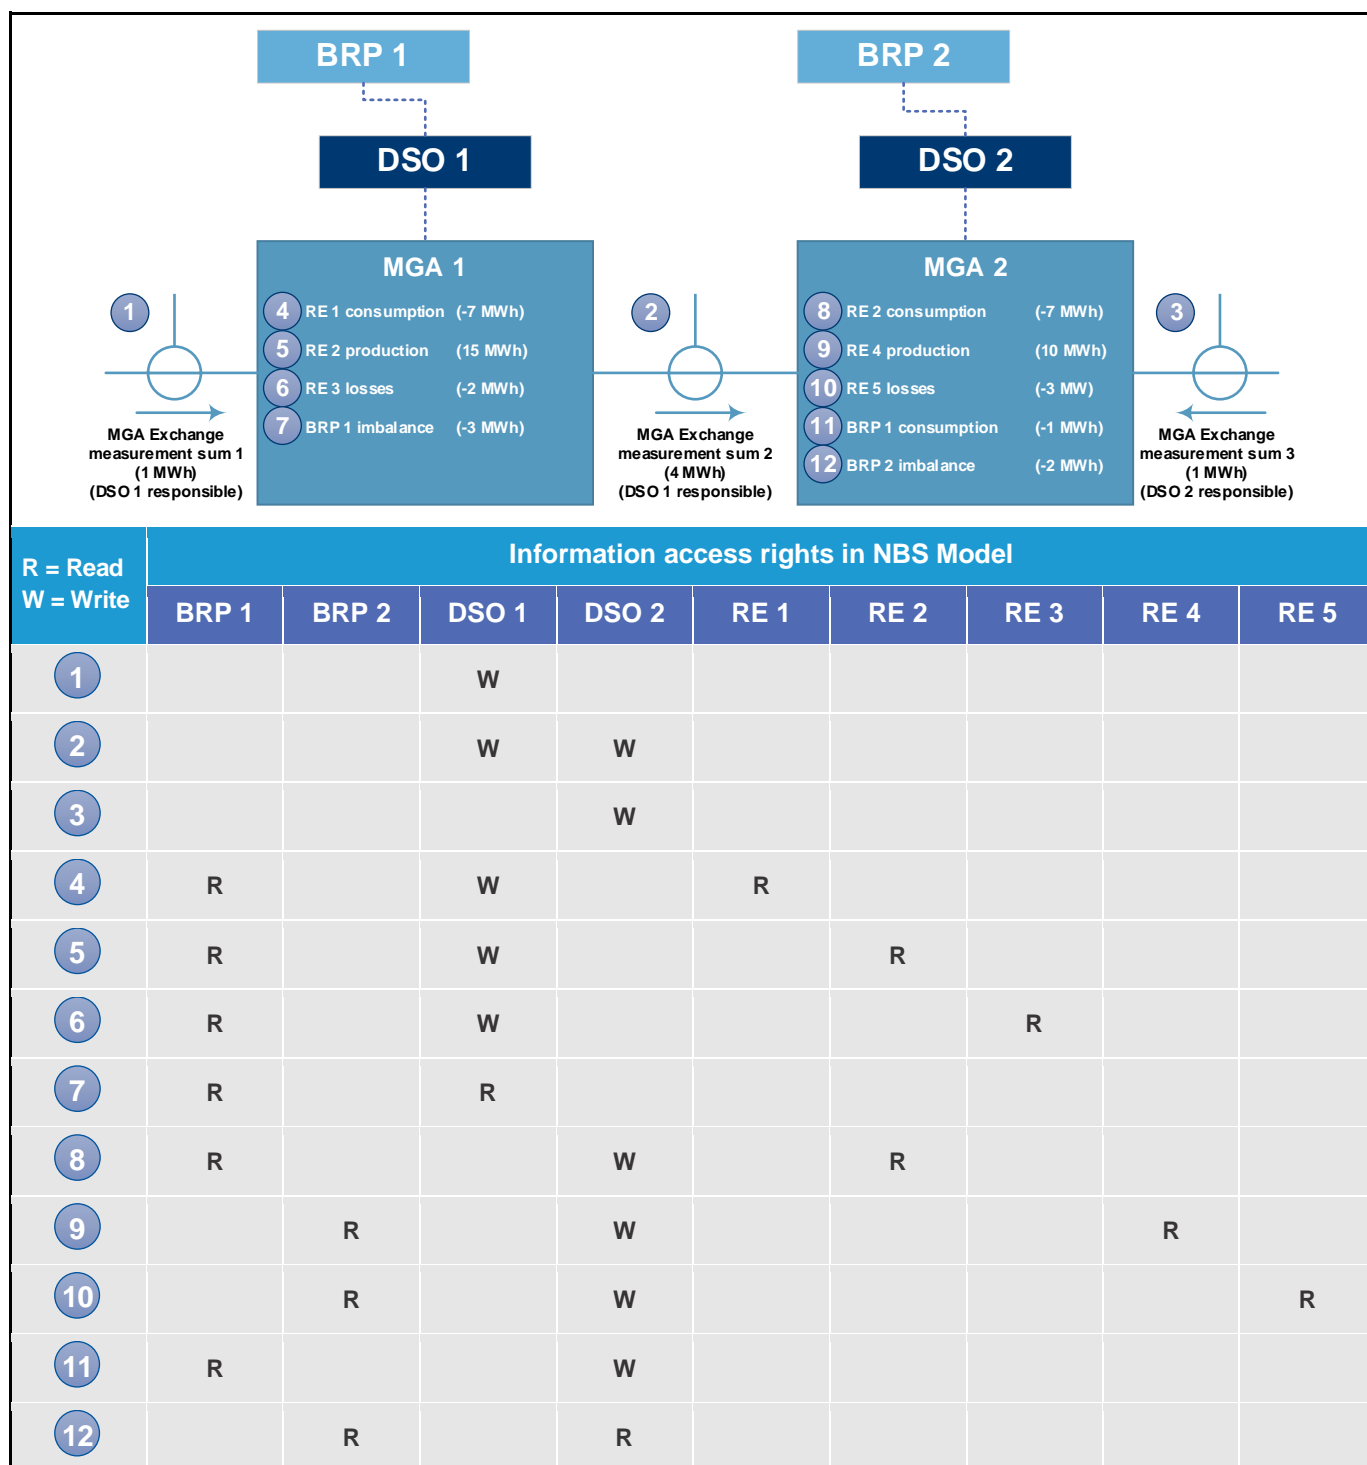 BRP 1
BRP 2
DSO 1
DSO 2
MGA 1
4 RE 1 consumption (-7 MWh)
5 RE 2 production (15 MWh)
6 RE 3 losses (-2 MWh)
7 BRP 1 imbalance (-3 MWh)
MGA 2
8 RE 2 consumption (-7 MWh)
9 RE 4 production (10 MWh)
10 RE 5 losses (-3 MW)
11 BRP 1 consumption (-1 MWh)
12 BRP 2 imbalance (-2 MWh)
1
MGA Exchange
measurement sum 1
(1 MWh)
(DSO 1 responsible)
2
MGA Exchange
measurement sum 2
(4 MWh)
(DSO 1 responsible)
3
MGA Exchange
measurement sum 3
(1 MWh)
(DSO 2 responsible)
R = Read
W = Write
Information access rights in NBS Model
BRP 1 BRP 2 DSO 1 DSO 2 RE 1 RE 2 RE 3 RE 4 RE 5
1 W
2 W W
3 W
4 R W R
5 R W R
6 R W R
7 R R
8 R W R
9 R W R
10 R W R
11 R W
12 R R